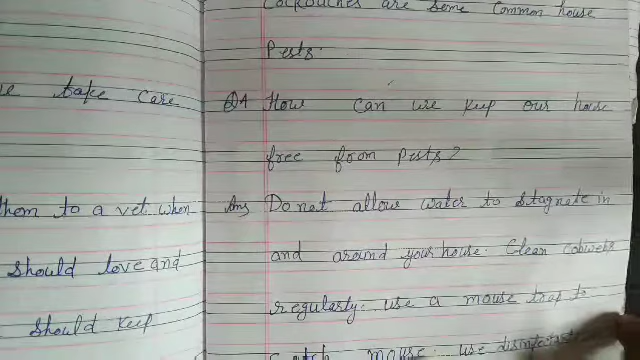 e take care
them to a vet when
should love and
should keep
Cockroaches are some common house
Pests.
Q4 How can we keep our house
free from pests?
Ans Do not allow water to stagnate in
and around your house. Clean cobwebs
regularly. use a mouse trap to
catch mouse. use